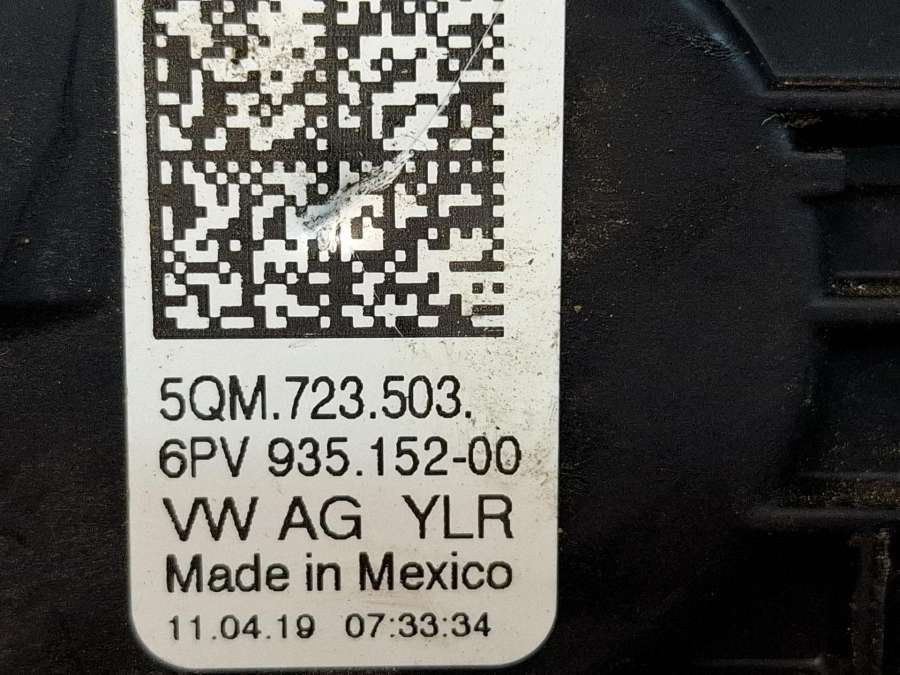 5QM.723.503.
6PV 935.152-00
VW AG YLR
Made in Mexico
11.04.19 07:33:34